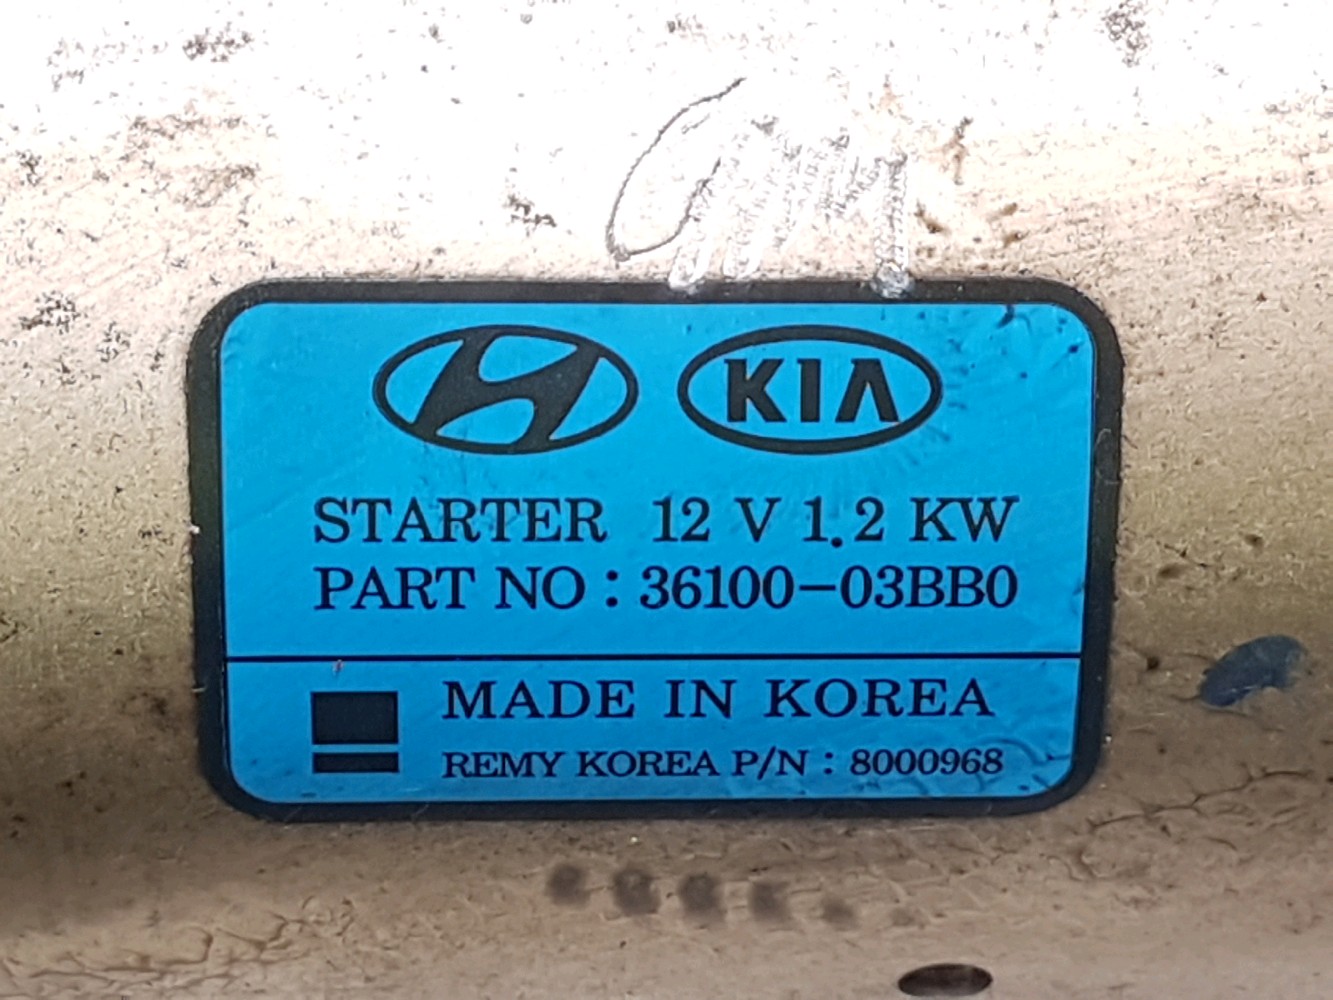 KIA
STARTER 12 V 1.2 KW
PART NO : 36100-03BB0
MADE IN KOREA
REMY KOREA P/N : 8000968